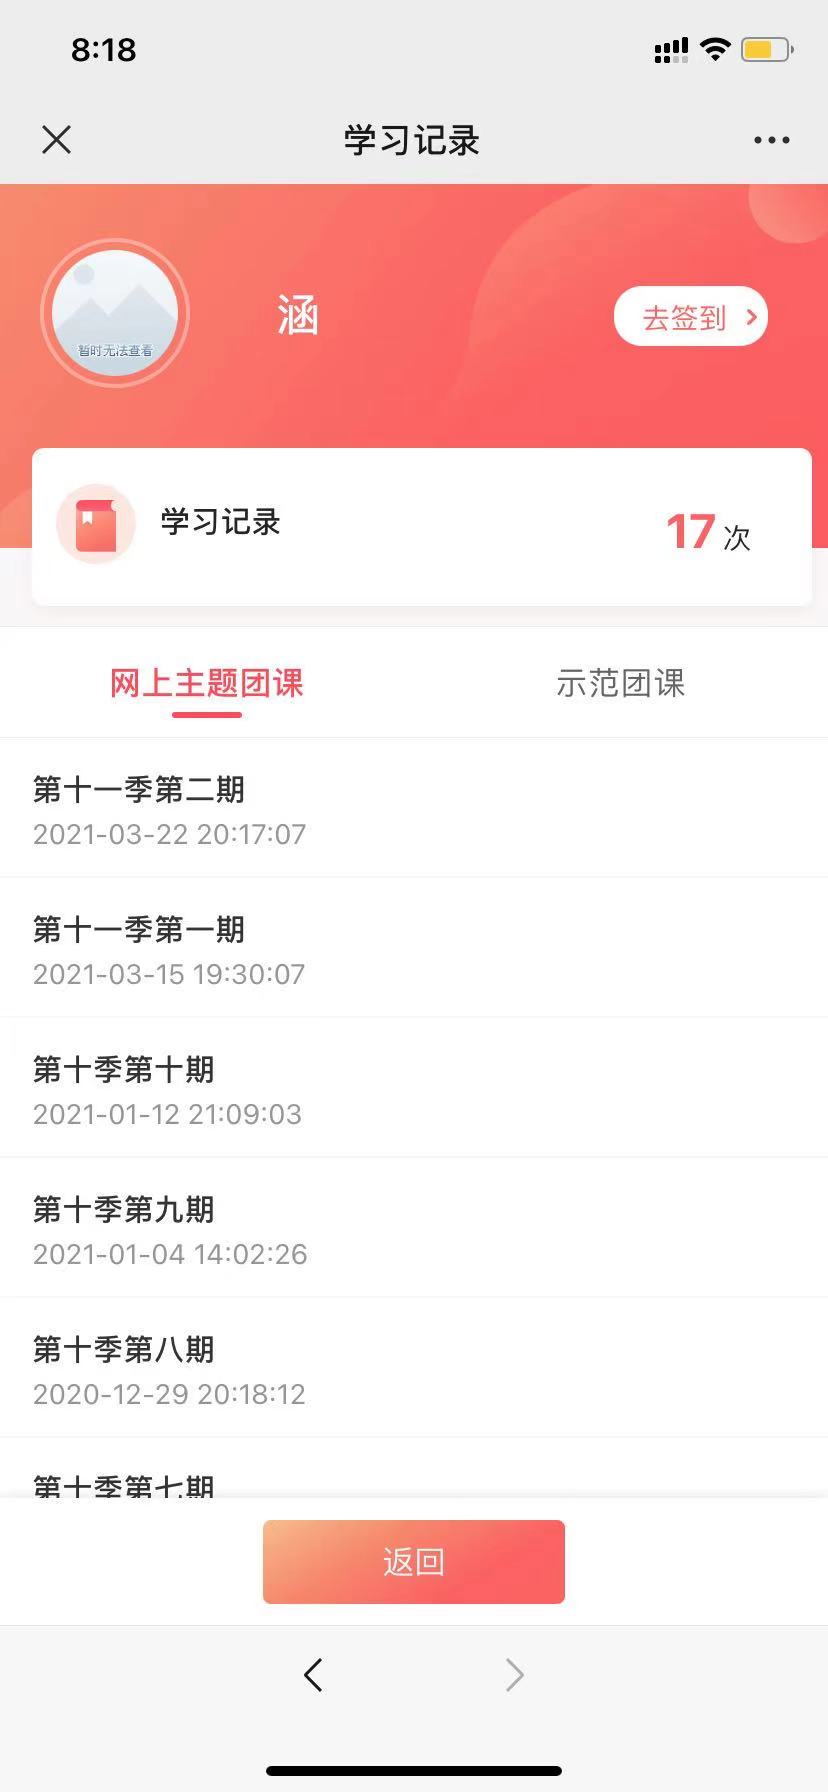 8:18
学习记录
暂时无法查看
涵
去签到
学习记录
17次
网上主题团课
示范团课
第十一季第二期
2021-03-22 20:17:07
第十一季第一期
2021-03-15 19:30:07
第十季第十期
2021-01-12 21:09:03
第十季第九期
2021-01-04 14:02:26
第十季第八期
2020-12-29 20:18:12
第十季第七期
返回